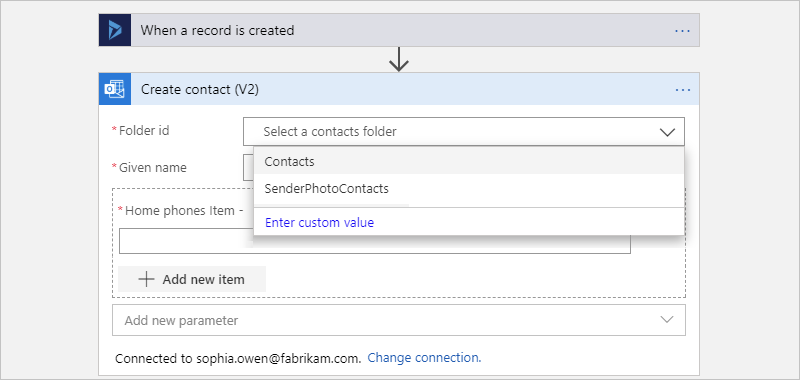 When a record is created
...
Create contact (V2)
...
* Folder id
Select a contacts folder
Contacts
SenderPhotoContacts
Enter custom value
* Given name
* Home phones Item -
Add new item
Add new parameter
Connected to sophia.owen@fabrikam.com. Change connection.